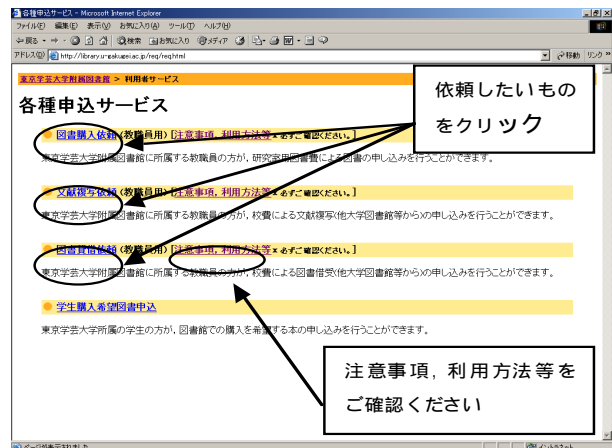 各種申込サービス - Microsoft Internet Explorer
ファイル(F) 編集(E) 表示(V) お気に入り(A) ツール(T) ヘルプ(H)
戻る 検索 お気に入り メディア
アドレス(D) http://library.u-gakugei.ac.jp/req/req.html 移動 リンク »
東京学芸大学附属図書館 > 利用者サービス
各種申込サービス
図書購入依頼 (教職員用) [注意事項, 利用方法等 * 必ずご確認ください。]
東京学芸大学附属図書館に所属する教職員の方が, 研究室用図書費による図書の申し込みを行うことができます。
文献複写依頼 (教職員用) [注意事項, 利用方法等 * 必ずご確認ください。]
東京学芸大学附属図書館に所属する教職員の方が, 校費による文献複写(他大学図書館等から)の申し込みを行うことができます。
図書貸借依頼 (教職員用) [注意事項, 利用方法等 * 必ずご確認ください。]
東京学芸大学附属図書館に所属する教職員の方が, 校費による図書借受(他大学図書館等から)の申し込みを行うことができます。
学生購入希望図書申込
東京学芸大学所属の学生の方が, 図書館での購入を希望する本の申し込みを行うことができます。
依頼したいもの
をクリック
注意事項, 利用方法等を
ご確認ください
ページが表示されました
インターネット